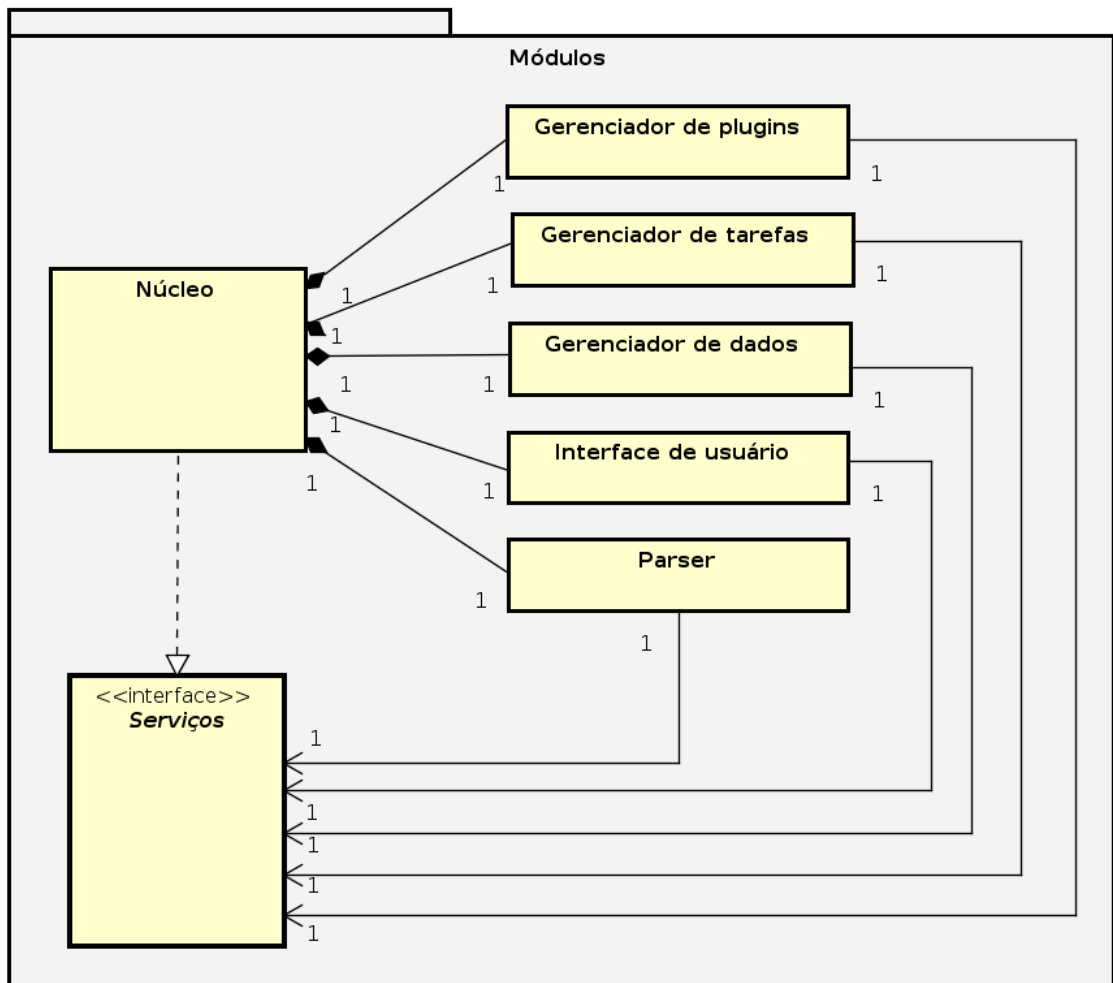 Módulos
Gerenciador de plugins
1
1
Gerenciador de tarefas
1
1
Núcleo
1
1
Gerenciador de dados
1
1
1
Interface de usuário
1
1
1
1
Parser
1
1
<<interface>>
Serviços
1
1
1
1
1